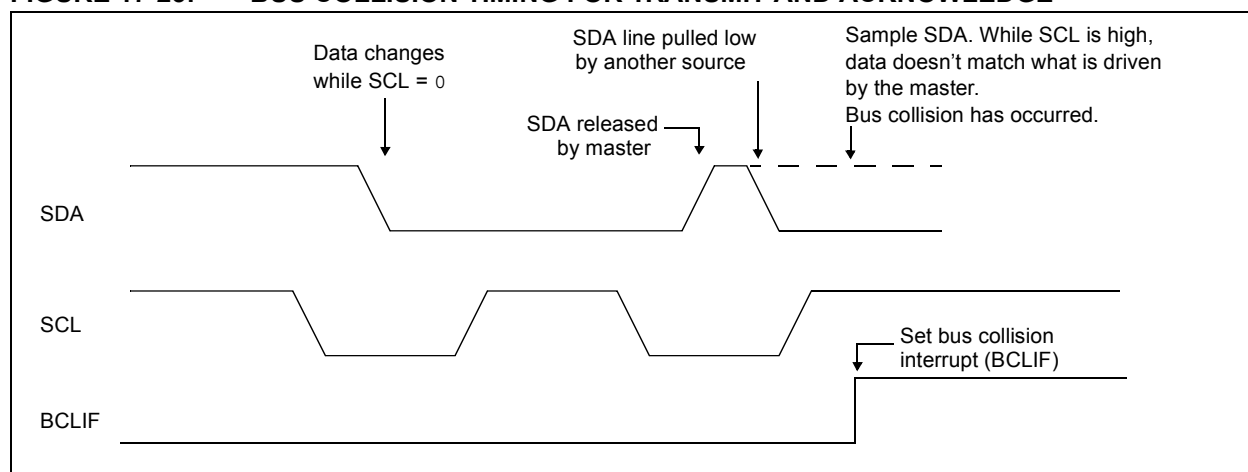 BUS COLLISION TIMING FOR TRANSMIT AND ACKNOWLEDGE
Data changes
while SCL = 0
SDA line pulled low
by another source
Sample SDA. While SCL is high,
data doesn't match what is driven
by the master.
Bus collision has occurred.
SDA released
by master
SDA
SCL
Set bus collision
interrupt (BCLIF)
BCLIF